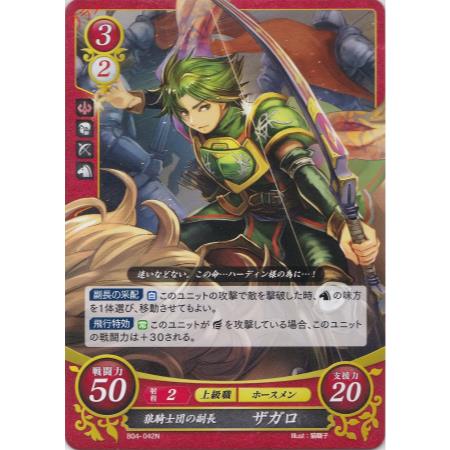 3
2
迷いなどない。この命…ハーディン様の為に…!
副長の采配 自 このユニットの攻撃で敵を撃破した時、の味方
を1体選び、移動させてもよい。
飛行特効 常 このユニットがを攻撃している場合、このユニット
の戦闘力は+30される。
戦闘力
50
射程 2
上級職
ホースメン
支援力
20
狼騎士団の副長 ザガロ
B04-042N
Illust:猫囃子